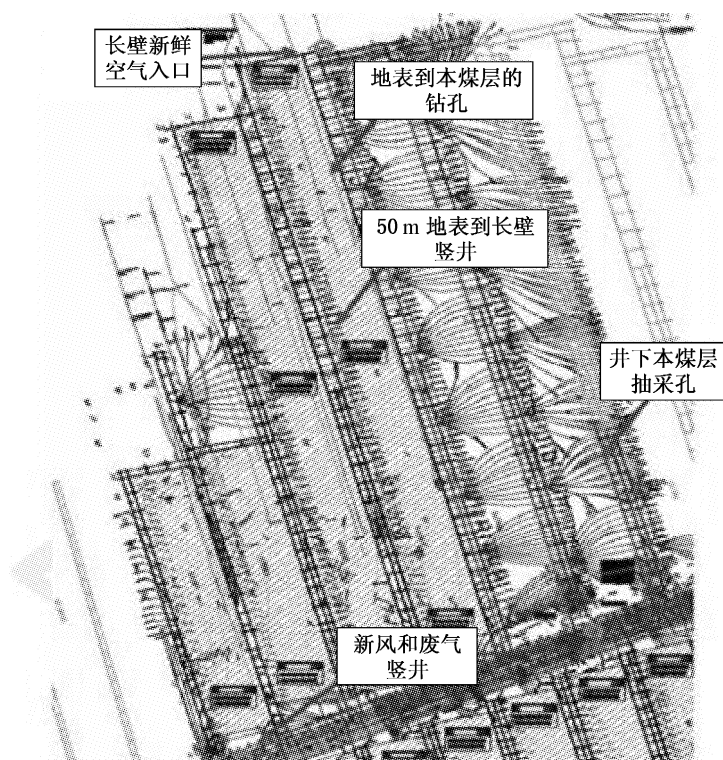 长壁新鲜
空气入口
地表到本煤层的
钻孔
50 m 地表到长壁
竖井
井下本煤层
抽采孔
新风和废气
竖井